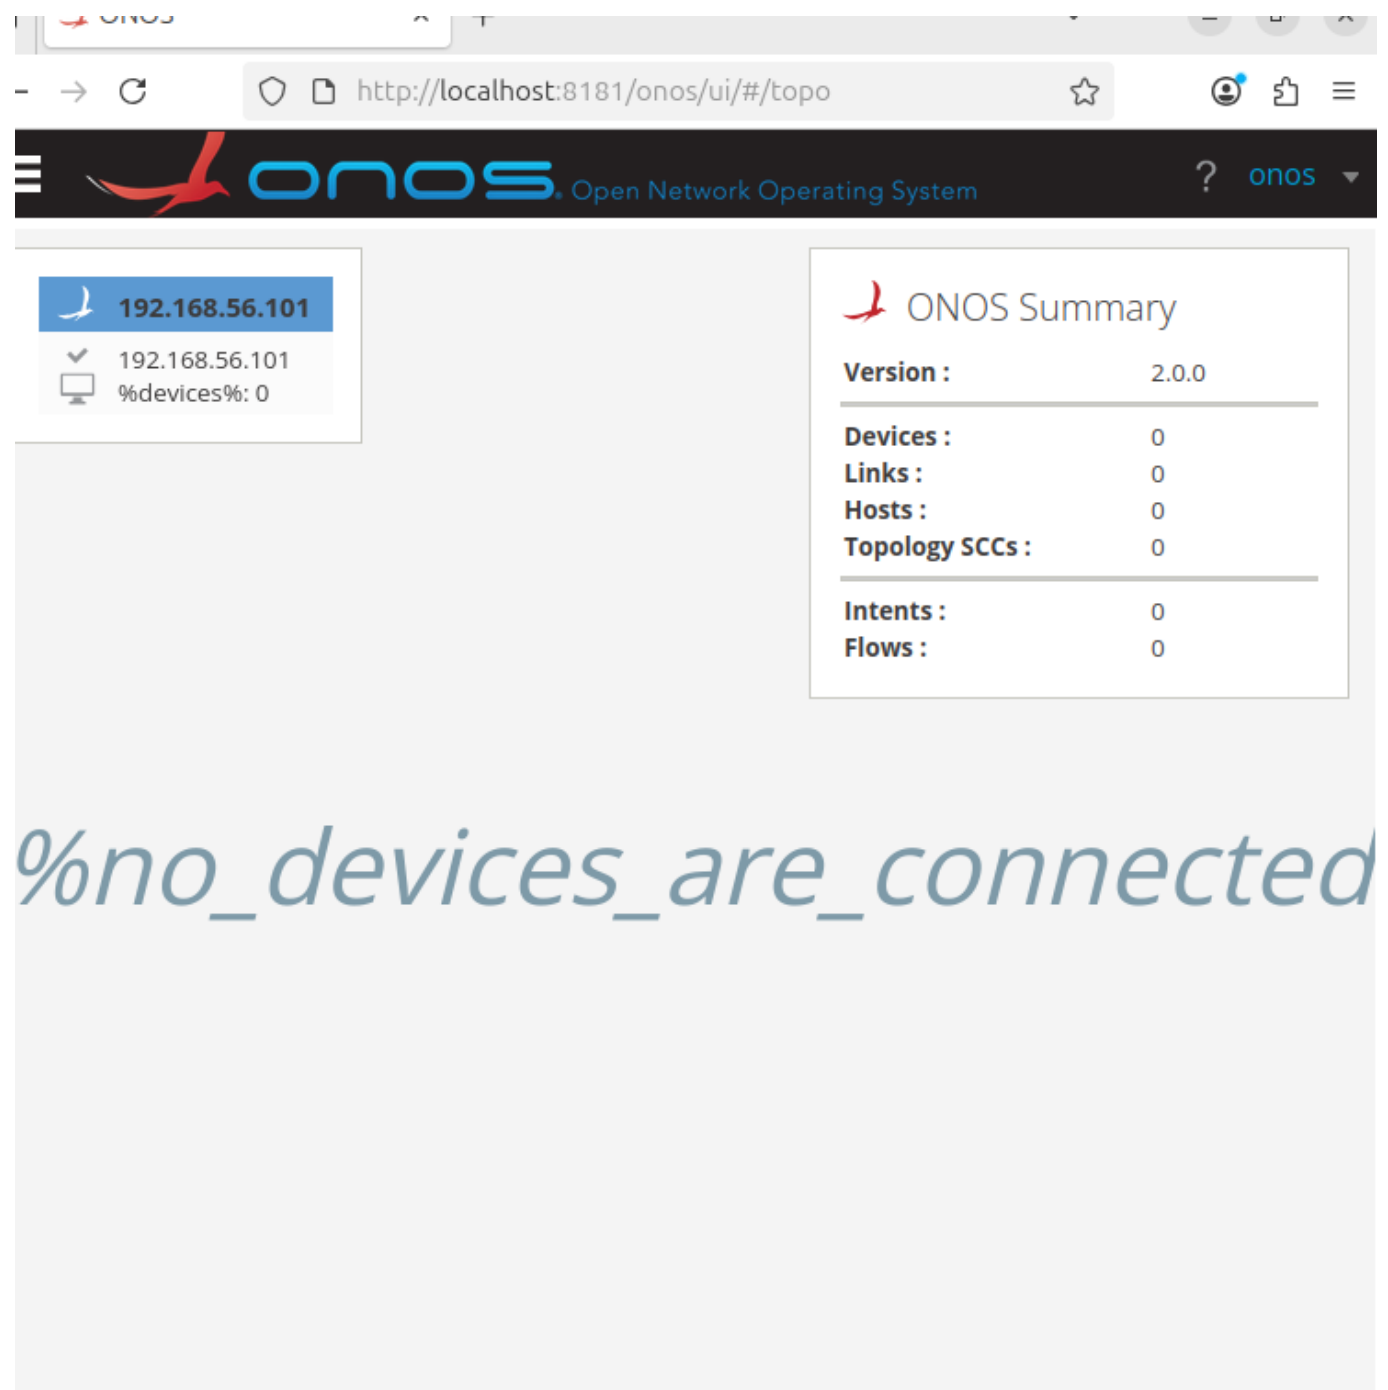 ONOS
http://localhost:8181/onos/ui/#/topo
onos. Open Network Operating System
? onos
192.168.56.101
192.168.56.101
%devices%: 0
ONOS Summary
Version : 2.0.0
Devices : 0
Links : 0
Hosts : 0
Topology SCCs : 0
Intents : 0
Flows : 0
%no_devices_are_connected